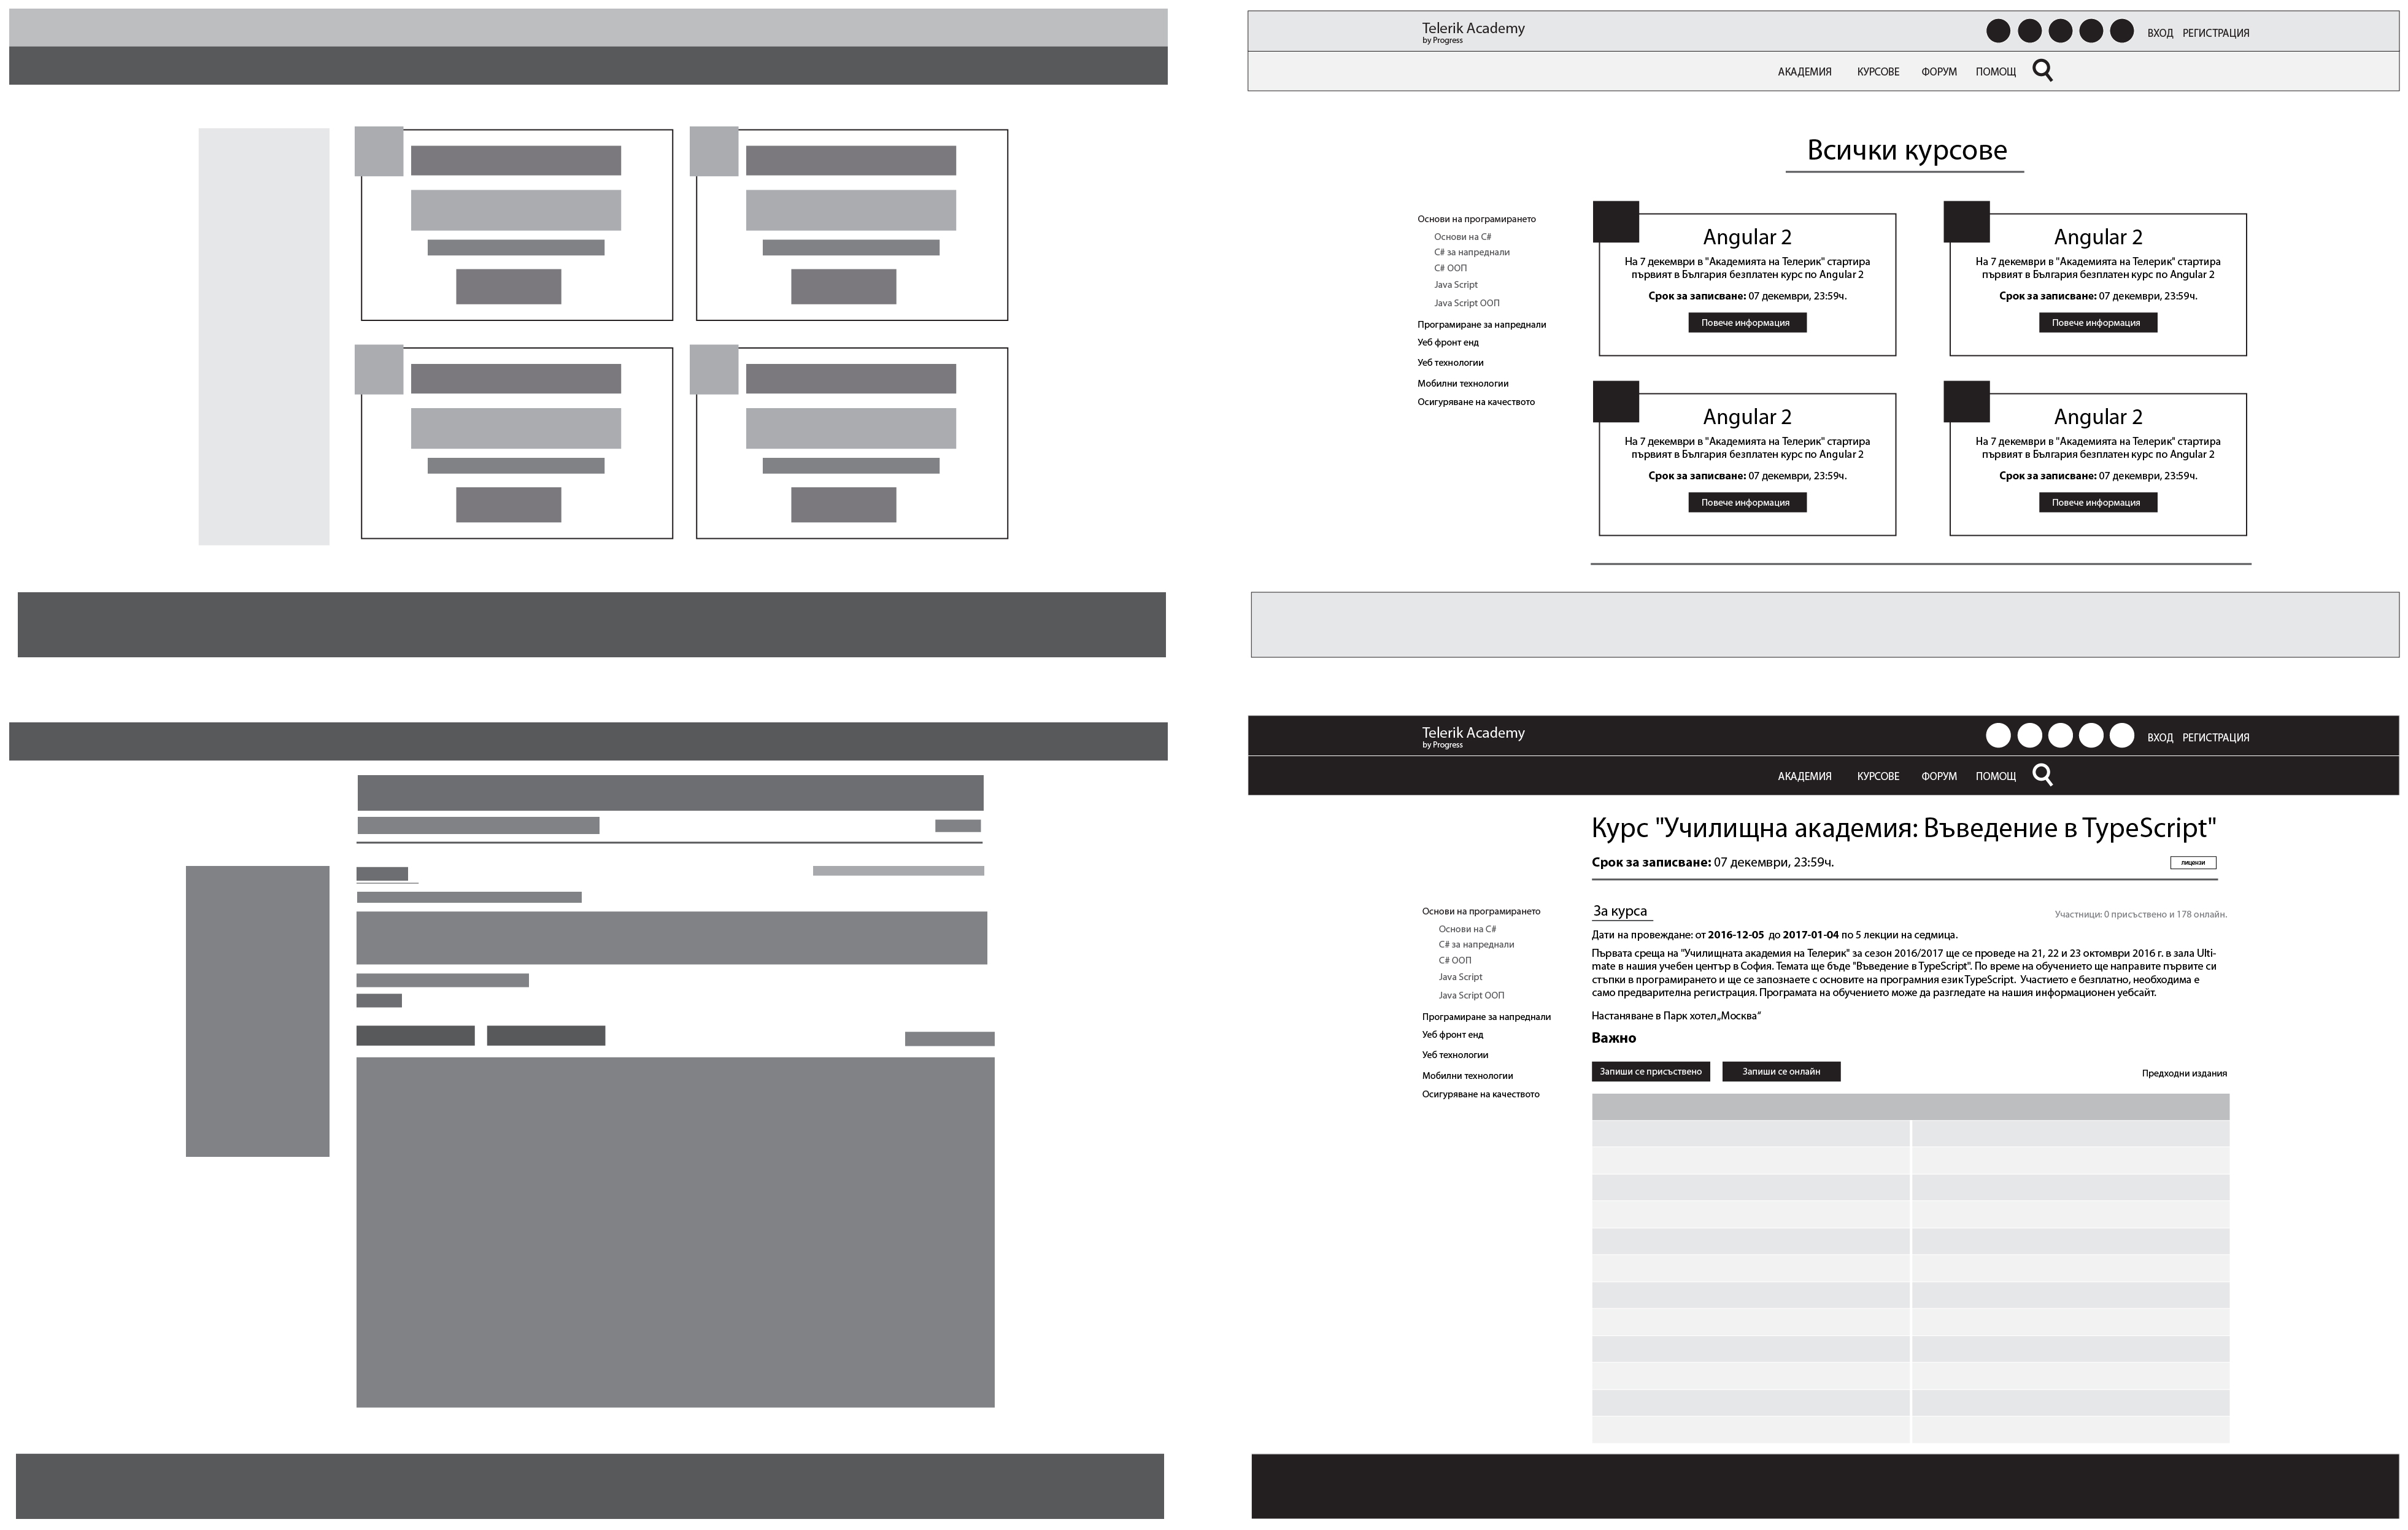 Telerik Academy
by Progress
ВХОД РЕГИСТРАЦИЯ
АКАДЕМИЯ КУРСОВЕ ФОРУМ ПОМОЩ
Всички курсове
Основи на програмирането
Основи на C#
C# за напреднали
C# ООП
Java Script
Java Script ООП
Програмиране за напреднали
Уеб фронт енд
Уеб технологии
Мобилни технологии
Осигуряване на качеството
Angular 2
На 7 декември в "Академията на Телерик" стартира
първият в България безплатен курс по Angular 2
Срок за записване: 07 декември, 23:59ч.
Повече информация
Angular 2
На 7 декември в "Академията на Телерик" стартира
първият в България безплатен курс по Angular 2
Срок за записване: 07 декември, 23:59ч.
Повече информация
Angular 2
На 7 декември в "Академията на Телерик" стартира
първият в България безплатен курс по Angular 2
Срок за записване: 07 декември, 23:59ч.
Повече информация
Angular 2
На 7 декември в "Академията на Телерик" стартира
първият в България безплатен курс по Angular 2
Срок за записване: 07 декември, 23:59ч.
Повече информация
Telerik Academy
by Progress
ВХОД РЕГИСТРАЦИЯ
АКАДЕМИЯ КУРСОВЕ ФОРУМ ПОМОЩ
Курс "Училищна академия: Въведение в TypeScript"
Срок за записване: 07 декември, 23:59ч.
лицензи
Основи на програмирането
Основи на C#
C# за напреднали
C# ООП
Java Script
Java Script ООП
Програмиране за напреднали
Уеб фронт енд
Уеб технологии
Мобилни технологии
Осигуряване на качеството
За курса
Участници: 0 присъствено и 178 онлайн.
Дати на провеждане: от 2016-12-05 до 2017-01-04 по 5 лекции на седмица.
Първата среща на "Училищната академия на Телерик" за сезон 2016/2017 ще се проведе на 21, 22 и 23 октомври 2016 г. в зала Ulti-
mate в нашия учебен център в София. Темата ще бъде "Въведение в TypeScript". По време на обучението ще направите първите си
стъпки в програмирането и ще се запознаете с основите на програмния език TypeScript. Участието е безплатно, необходима е
само предварителна регистрация. Програмата на обучението може да разгледате на нашия информационен уебсайт.
Настаняване в Парк хотел „Москва“
Важно
Запиши се присъствено Запиши се онлайн
Предходни издания